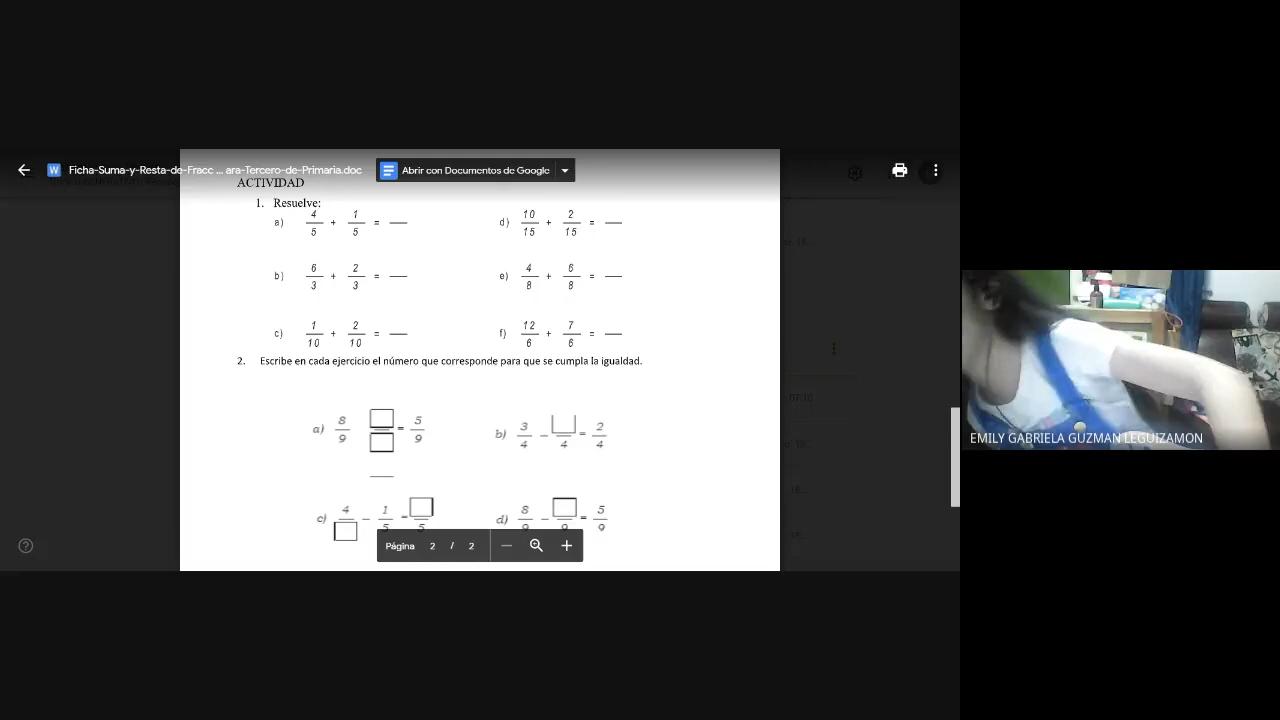 Ficha-Suma-y-Resta-de-Fracc ... ara-Tercero-de-Primaria.doc
Abrir con Documentos de Google
ACTIVIDAD
1. Resuelve:
a) 4/5 + 1/5 = —
d) 10/15 + 2/15 = —
b) 6/3 + 2/3 = —
e) 4/8 + 6/8 = —
c) 1/10 + 2/10 = —
f) 12/6 + 7/6 = —
2. Escribe en cada ejercicio el número que corresponde para que se cumpla la igualdad.
a) 8/9 □/□ = 5/9
b) 3/4 − □/4 = 2/4
c) 4/□ − 1/5 = □/5
d) 8/9 − □/9 = 5/9
Página 2 / 2
EMILY GABRIELA GUZMAN LEGUIZAMON